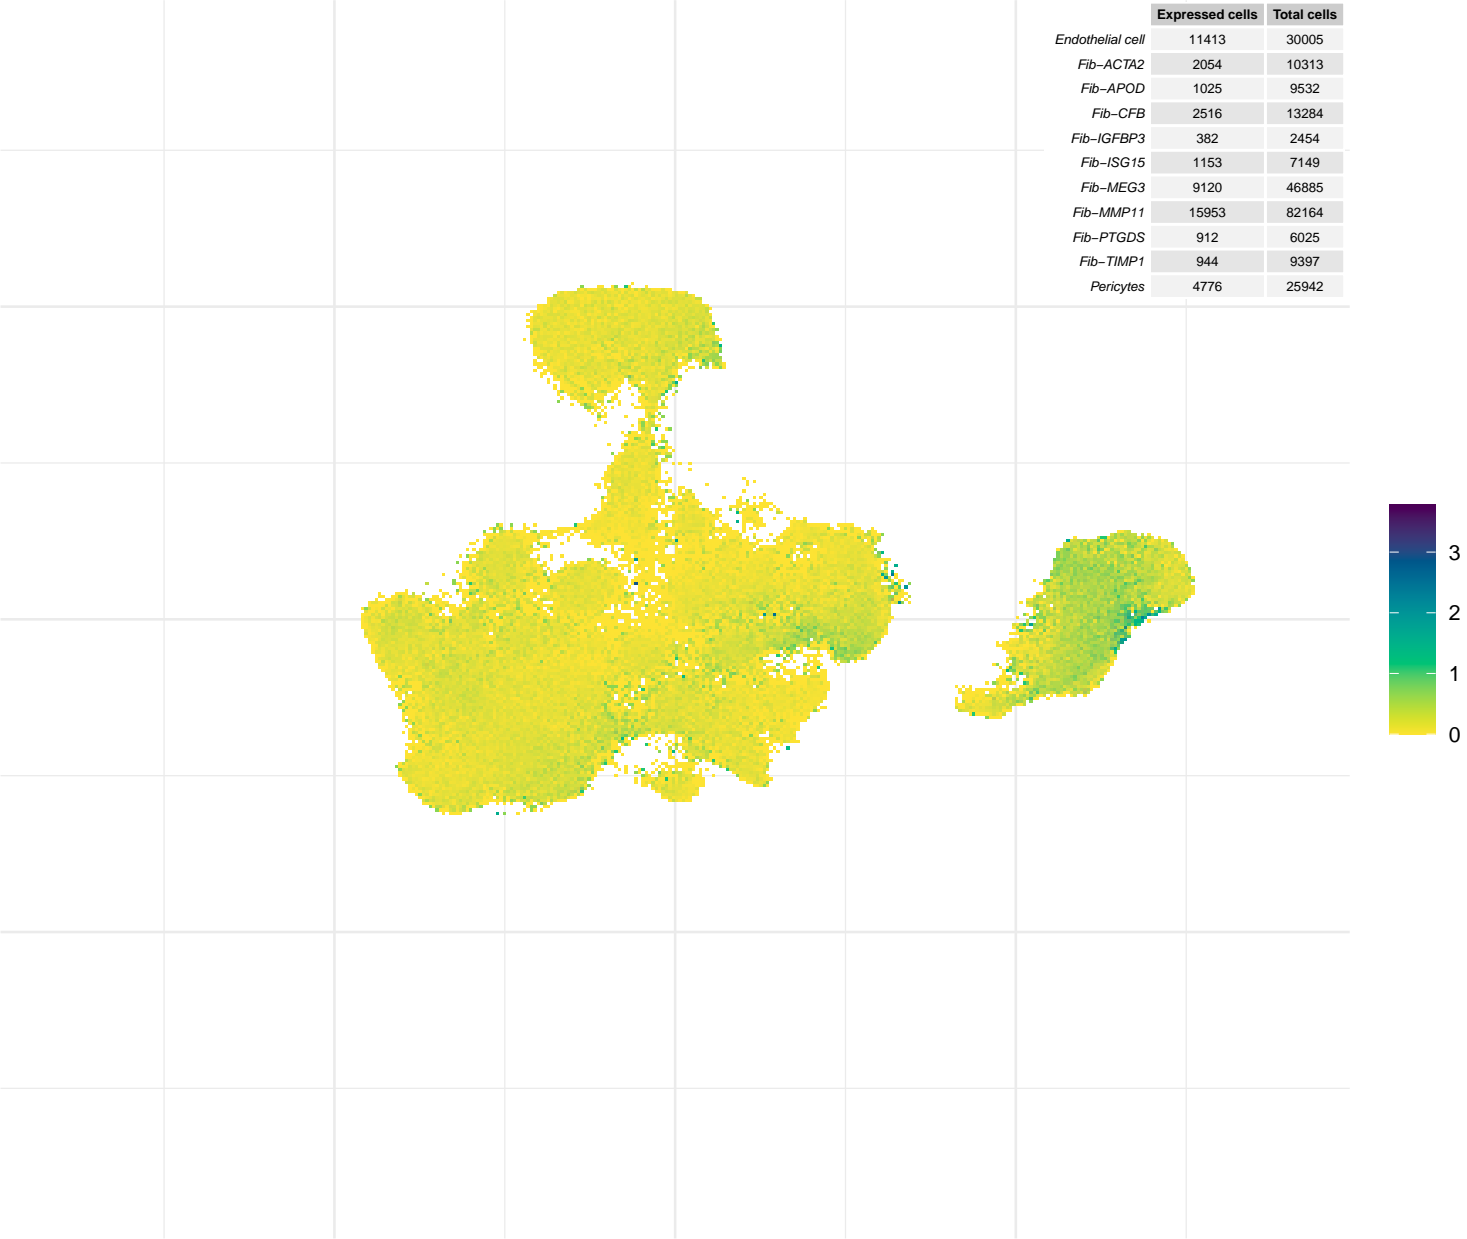 Expressed cells Total cells
Endothelial cell 11413 30005
Fib−ACTA2 2054 10313
Fib−APOD 1025 9532
Fib−CFB 2516 13284
Fib−IGFBP3 382 2454
Fib−ISG15 1153 7149
Fib−MEG3 9120 46885
Fib−MMP11 15953 82164
Fib−PTGDS 912 6025
Fib−TIMP1 944 9397
Pericytes 4776 25942
3
2
1
0